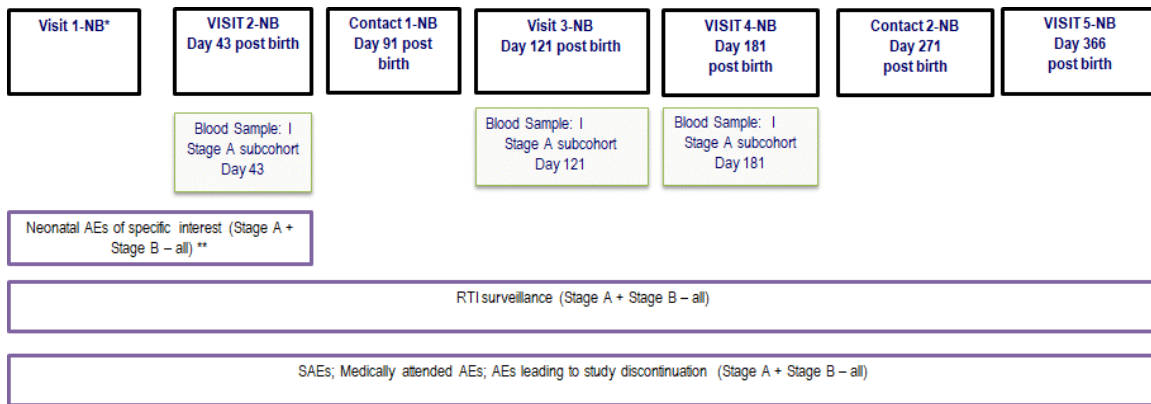 Visit 1-NB*
VISIT 2-NB
Day 43 post birth
Contact 1-NB
Day 91 post
birth
Visit 3-NB
Day 121 post birth
VISIT 4-NB
Day 181
post birth
Contact 2-NB
Day 271
post birth
VISIT 5-NB
Day 366
post birth
Blood Sample: I
Stage A subcohort
Day 43
Blood Sample: I
Stage A subcohort
Day 121
Blood Sample: I
Stage A subcohort
Day 181
Neonatal AEs of specific interest (Stage A +
Stage B – all) **
RTI surveillance (Stage A + Stage B – all)
SAEs; Medically attended AEs; AEs leading to study discontinuation (Stage A + Stage B – all)